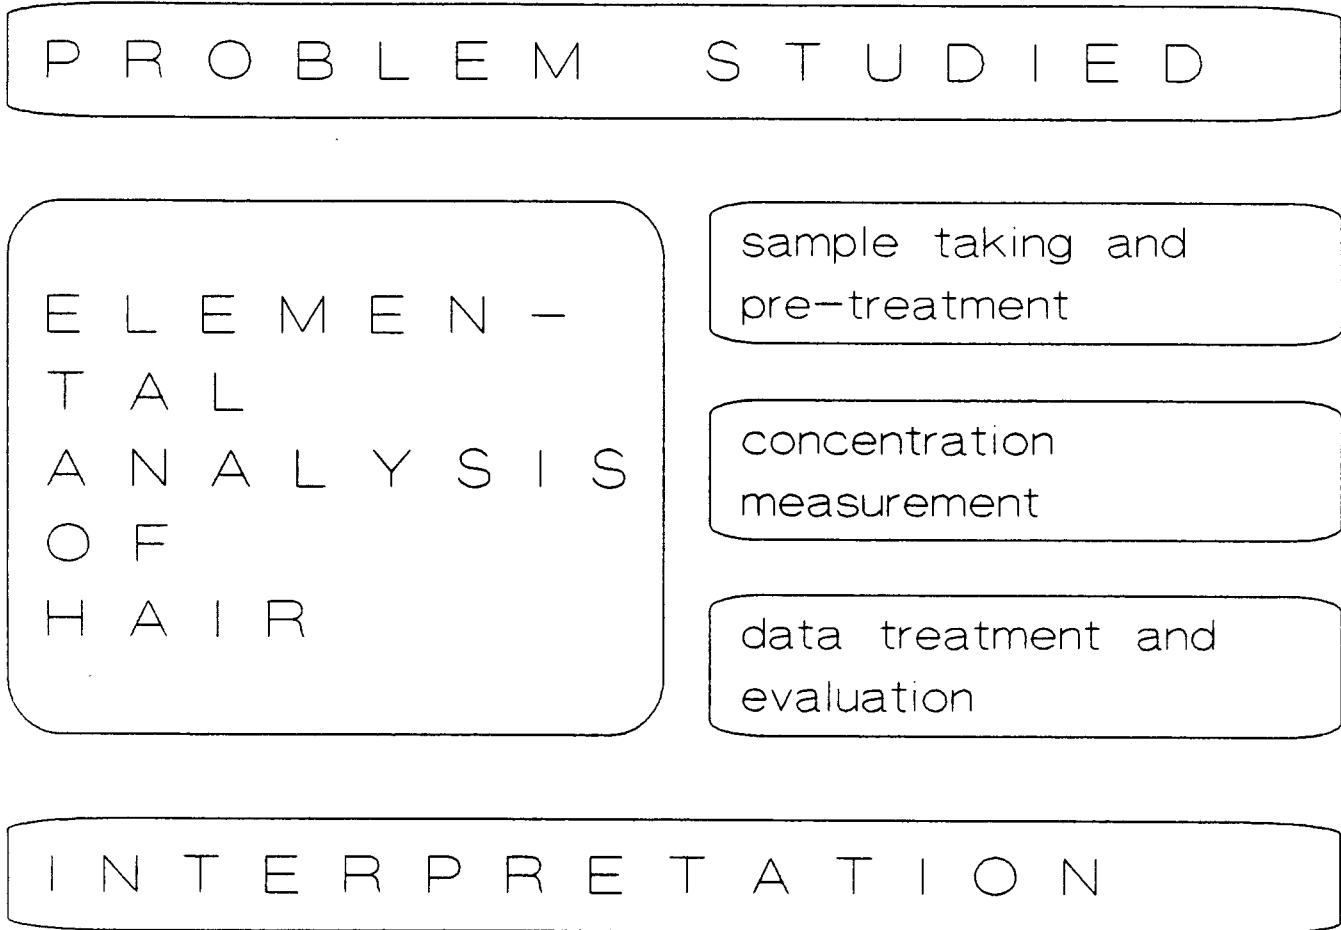 PROBLEM STUDIED
ELEMEN-
TAL
ANALYSIS
OF
HAIR
sample taking and
pre-treatment
concentration
measurement
data treatment and
evaluation
INTERPRETATION